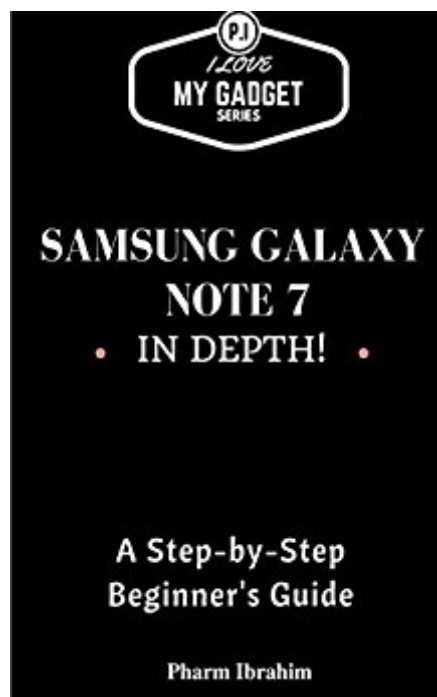 P.I
I LOVE
MY GADGET
SERIES
SAMSUNG GALAXY
NOTE 7
• IN DEPTH! •
A Step-by-Step
Beginner's Guide
Pharm Ibrahim